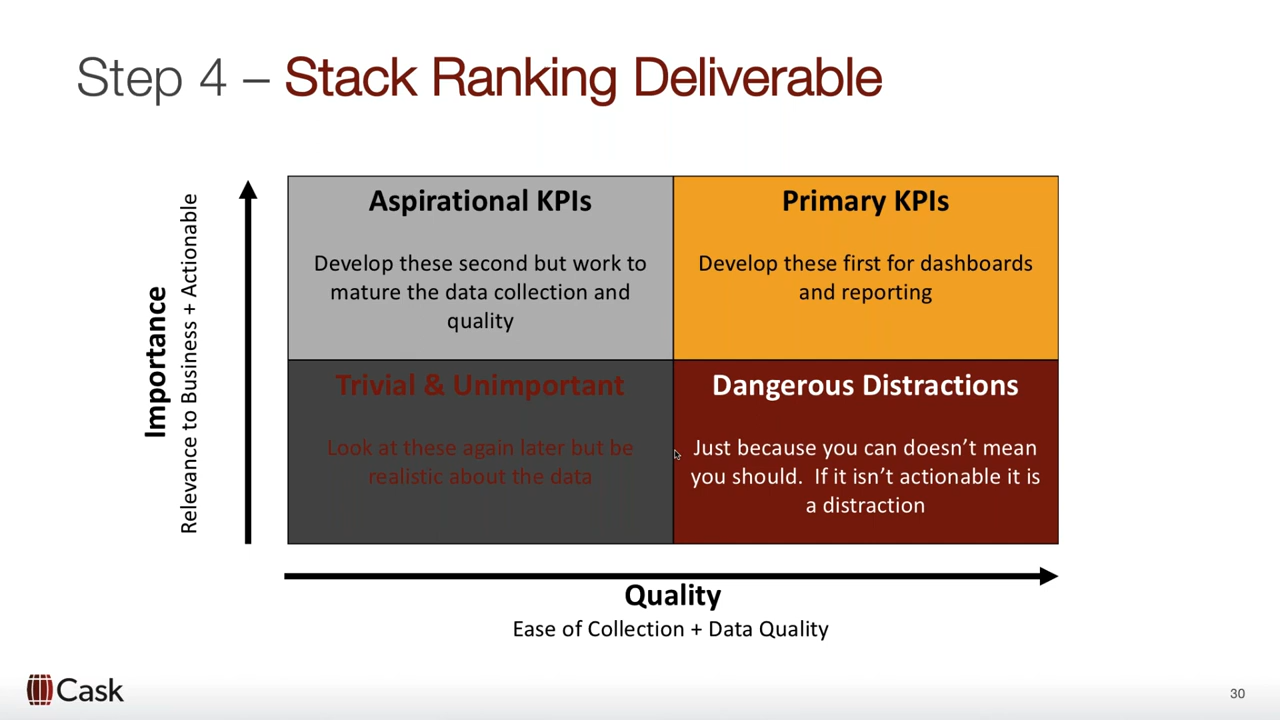 Step 4 – Stack Ranking Deliverable
Importance
Relevance to Business + Actionable
Aspirational KPIs
Develop these second but work to
mature the data collection and
quality
Primary KPIs
Develop these first for dashboards
and reporting
Trivial & Unimportant
Look at these again later but be
realistic about the data
Dangerous Distractions
Just because you can doesn’t mean
you should.  If it isn’t actionable it is
a distraction
Quality
Ease of Collection + Data Quality
Cask
30